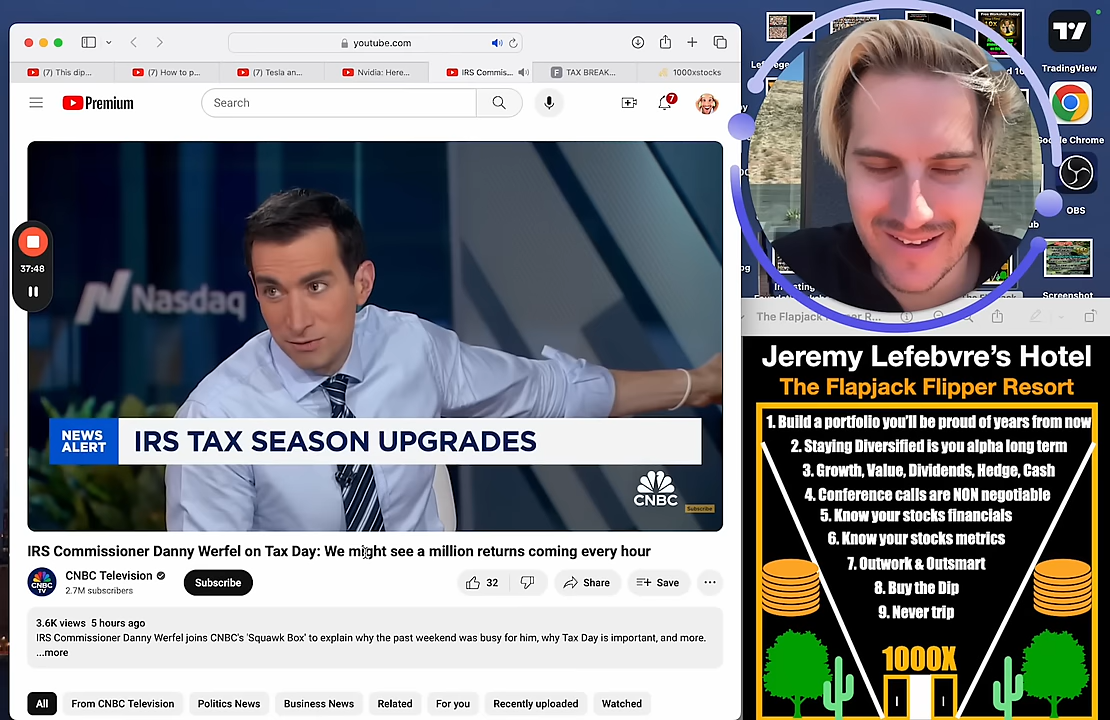 youtube.com
(7) This dip...
(7) How to p...
(7) Tesla an...
Nvidia: Here...
IRS Commis...
TAX BREAK...
1000xstocks
Premium
Search
7
37:48
Nasdaq
NEWS
ALERT
IRS TAX SEASON UPGRADES
CNBC
Subscribe
IRS Commissioner Danny Werfel on Tax Day: We might see a million returns coming every hour
CNBC Television
2.7M subscribers
CNBC
TV
Subscribe
32
Share
Save
3.6K views 5 hours ago
IRS Commissioner Danny Werfel joins CNBC's 'Squawk Box' to explain why the past weekend was busy for him, why Tax Day is important, and more.
...more
All
From CNBC Television
Politics News
Business News
Related
For you
Recently uploaded
Watched
Free Workshop Today!
TradingView
Google Chrome
OBS
Screenshot
The Flapjack Flipper R...
Jeremy Lefebvre's Hotel
The Flapjack Flipper Resort
1. Build a portfolio you'll be proud of years from now
2. Staying Diversified is you alpha long term
3. Growth, Value, Dividends, Hedge, Cash
4. Conference calls are NON negotiable
5. Know your stocks financials
6. Know your stocks metrics
7. Outwork & Outsmart
8. Buy the Dip
9. Never trip
1000X